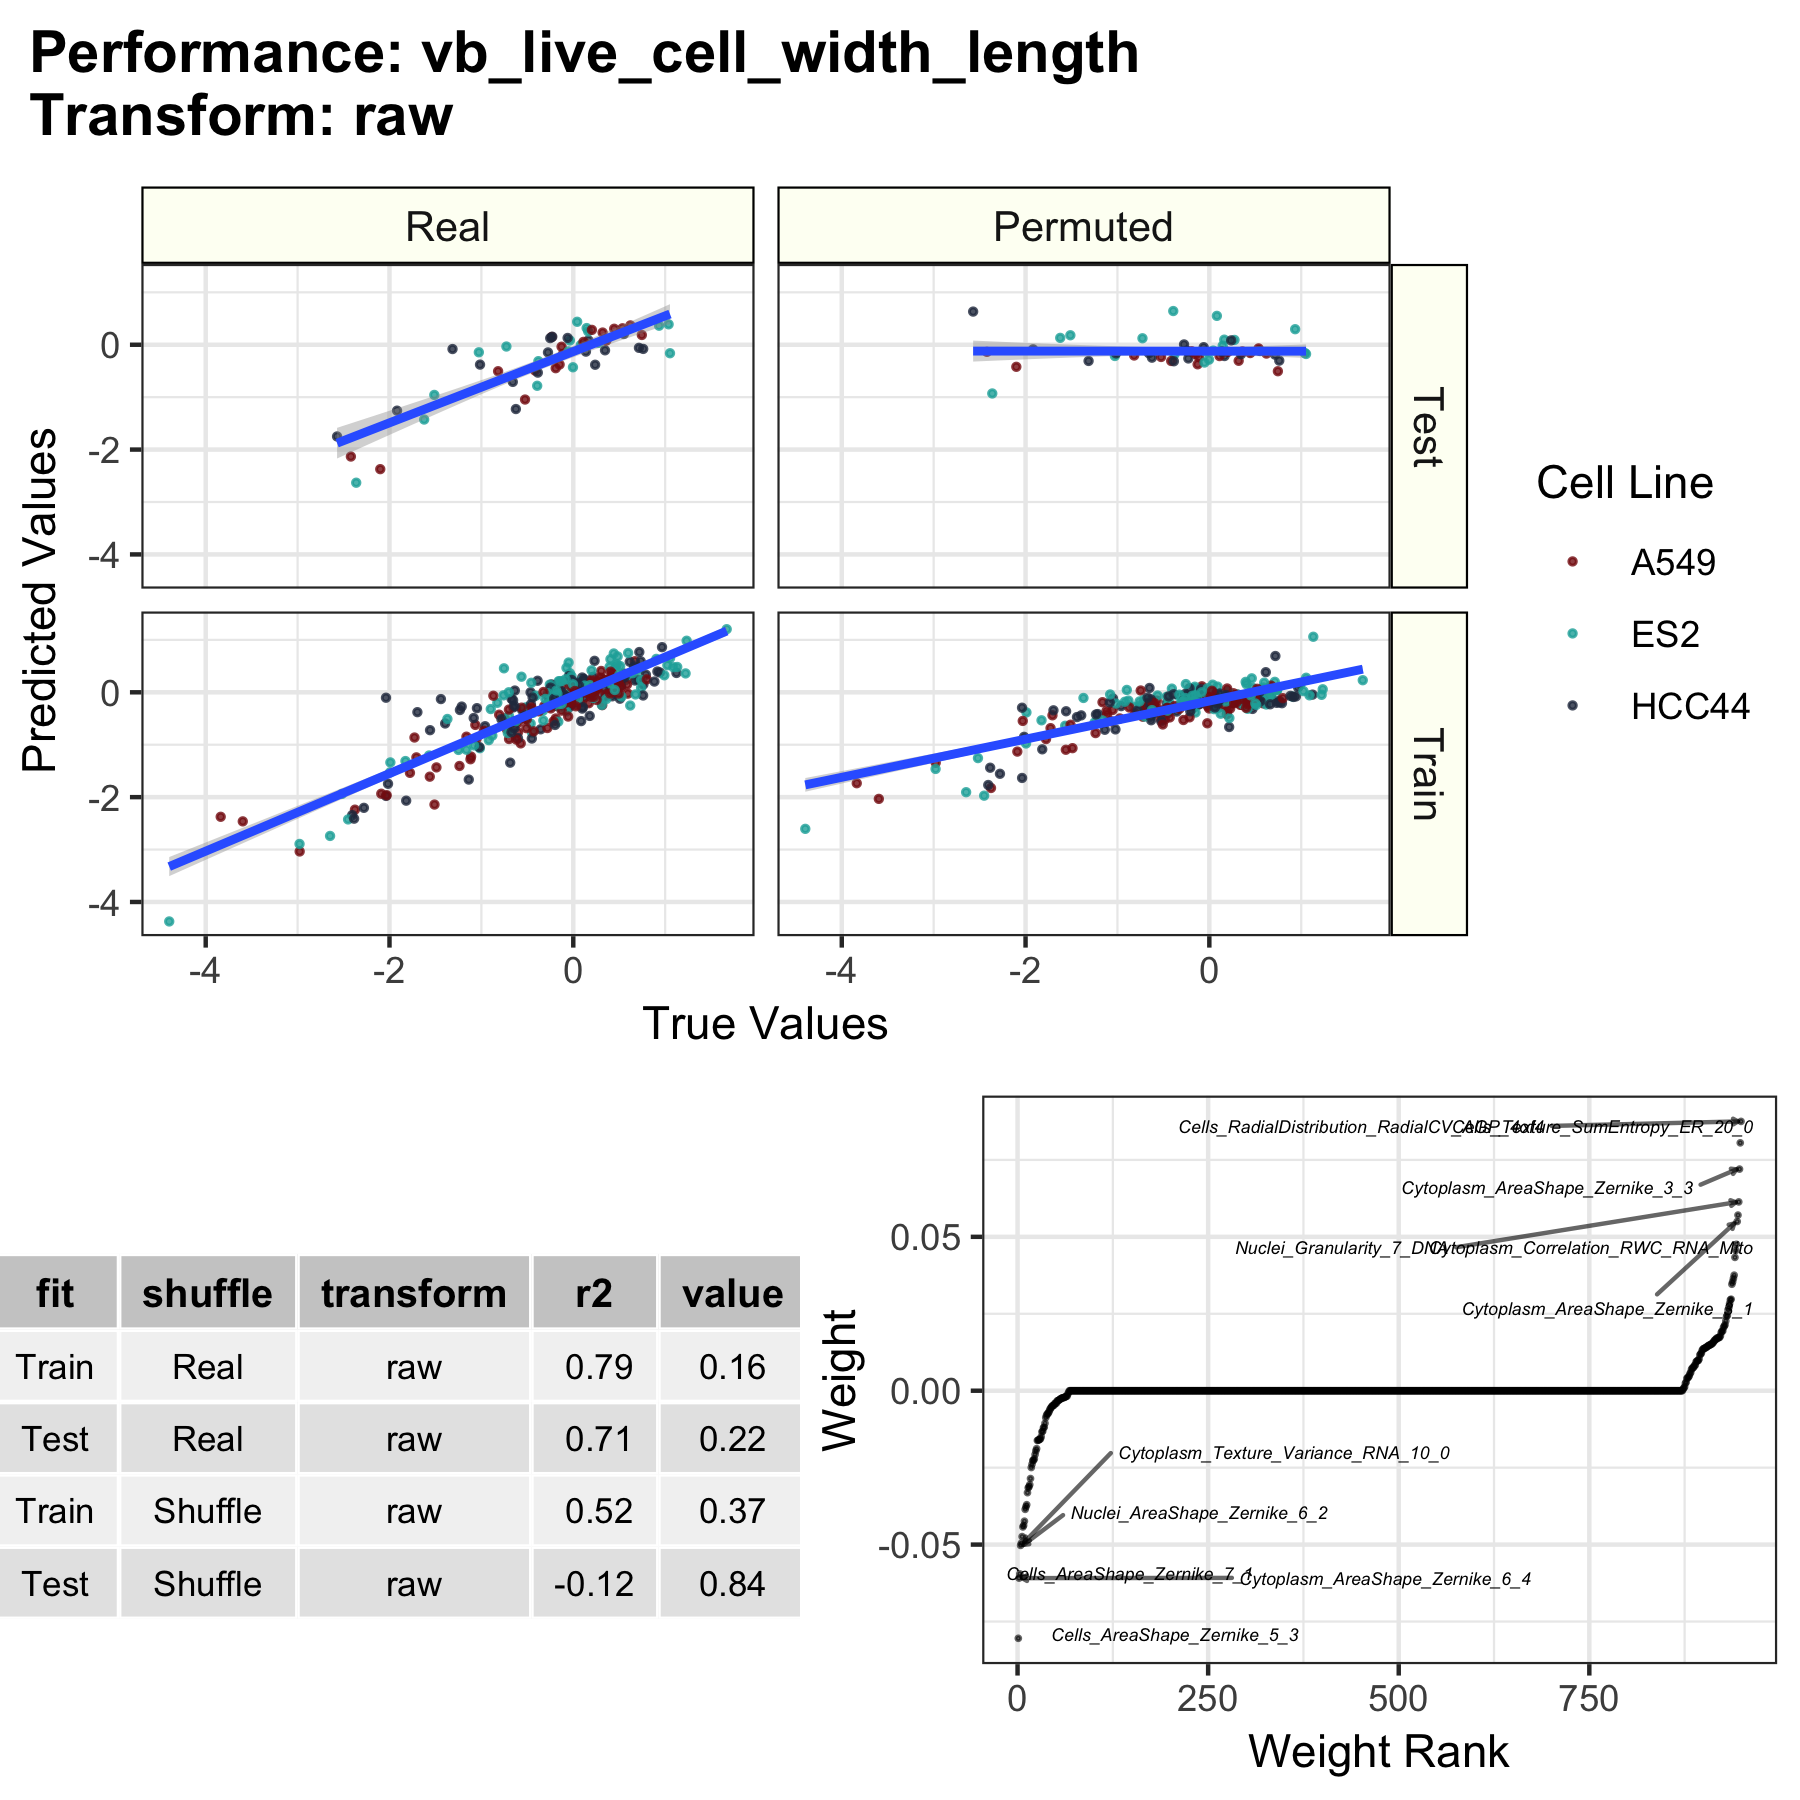 Performance: vb_live_cell_width_length
Transform: raw
Real
Permuted
Predicted Values
0
-2
-4
Test
0
-2
-4
Train
-4
-2
0
-4
-2
0
True Values
Cell Line
A549
ES2
HCC44
fit shuffle transform r2 value
Train Real raw 0.79 0.16
Test Real raw 0.71 0.22
Train Shuffle raw 0.52 0.37
Test Shuffle raw -0.12 0.84
Weight
0.05
0.00
-0.05
Cells_RadialDistribution_RadialCV_AGP_4of4
Cells_Texture_SumEntropy_ER_20_0
Cytoplasm_AreaShape_Zernike_3_3
Nuclei_Granularity_7_DNA
Cytoplasm_Correlation_RWC_RNA_Mito
Cytoplasm_AreaShape_Zernike
Cytoplasm_Texture_Variance_RNA_10_0
Nuclei_AreaShape_Zernike_6_2
Cells_AreaShape_Zernike_7_1
Cytoplasm_AreaShape_Zernike_6_4
Cells_AreaShape_Zernike_5_3
0
250
500
750
Weight Rank